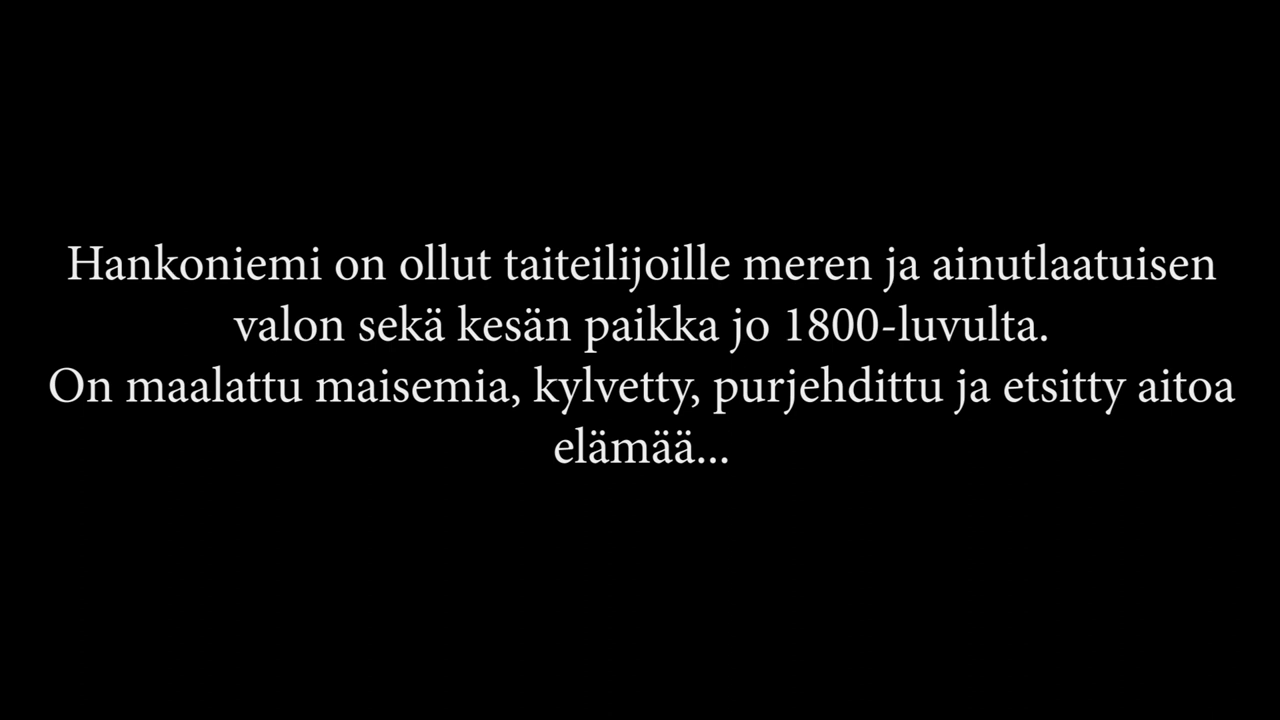 Hankoniemi on ollut taiteilijoille meren ja ainutlaatuisen
valon sekä kesän paikka jo 1800-luvulta.
On maalattu maisemia, kylvetty, purjehdittu ja etsitty aitoa
elämää...